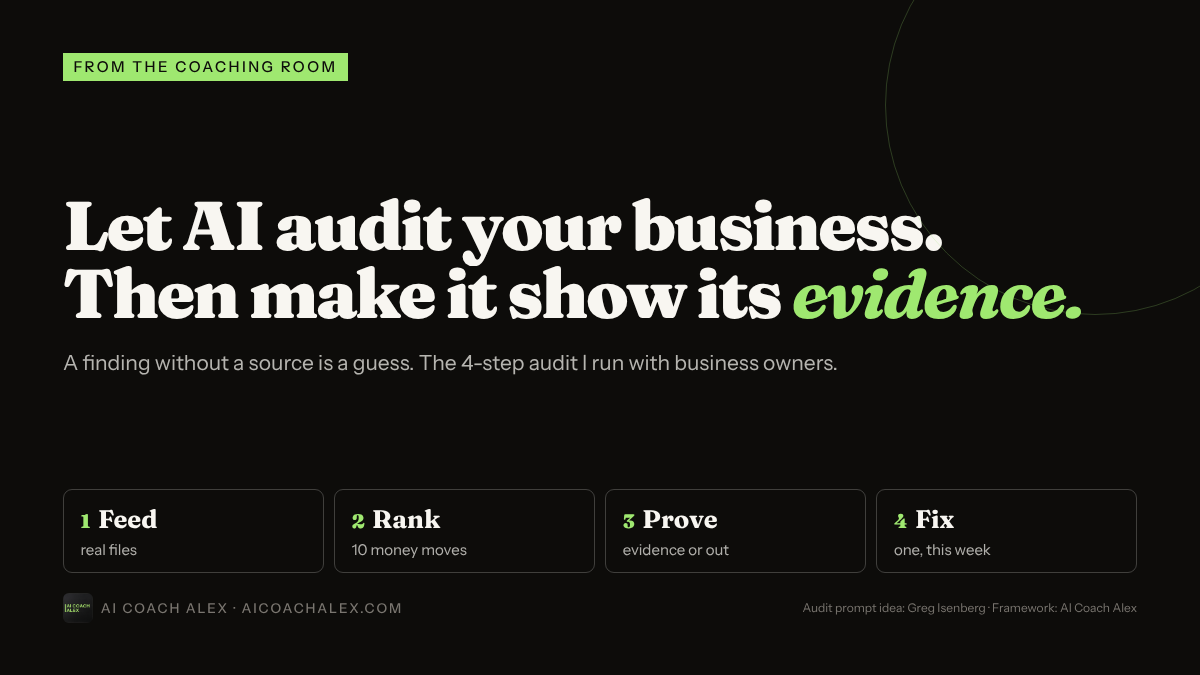 FROM THE COACHING ROOM
Let AI audit your business.
Then make it show its evidence.
A finding without a source is a guess. The 4-step audit I run with business owners.
1 Feed
real files
2 Rank
10 money moves
3 Prove
evidence or out
4 Fix
one, this week
AI COACH
ALEX
AI COACH ALEX · AICOACHALEX.COM
Audit prompt idea: Greg Isenberg · Framework: AI Coach Alex